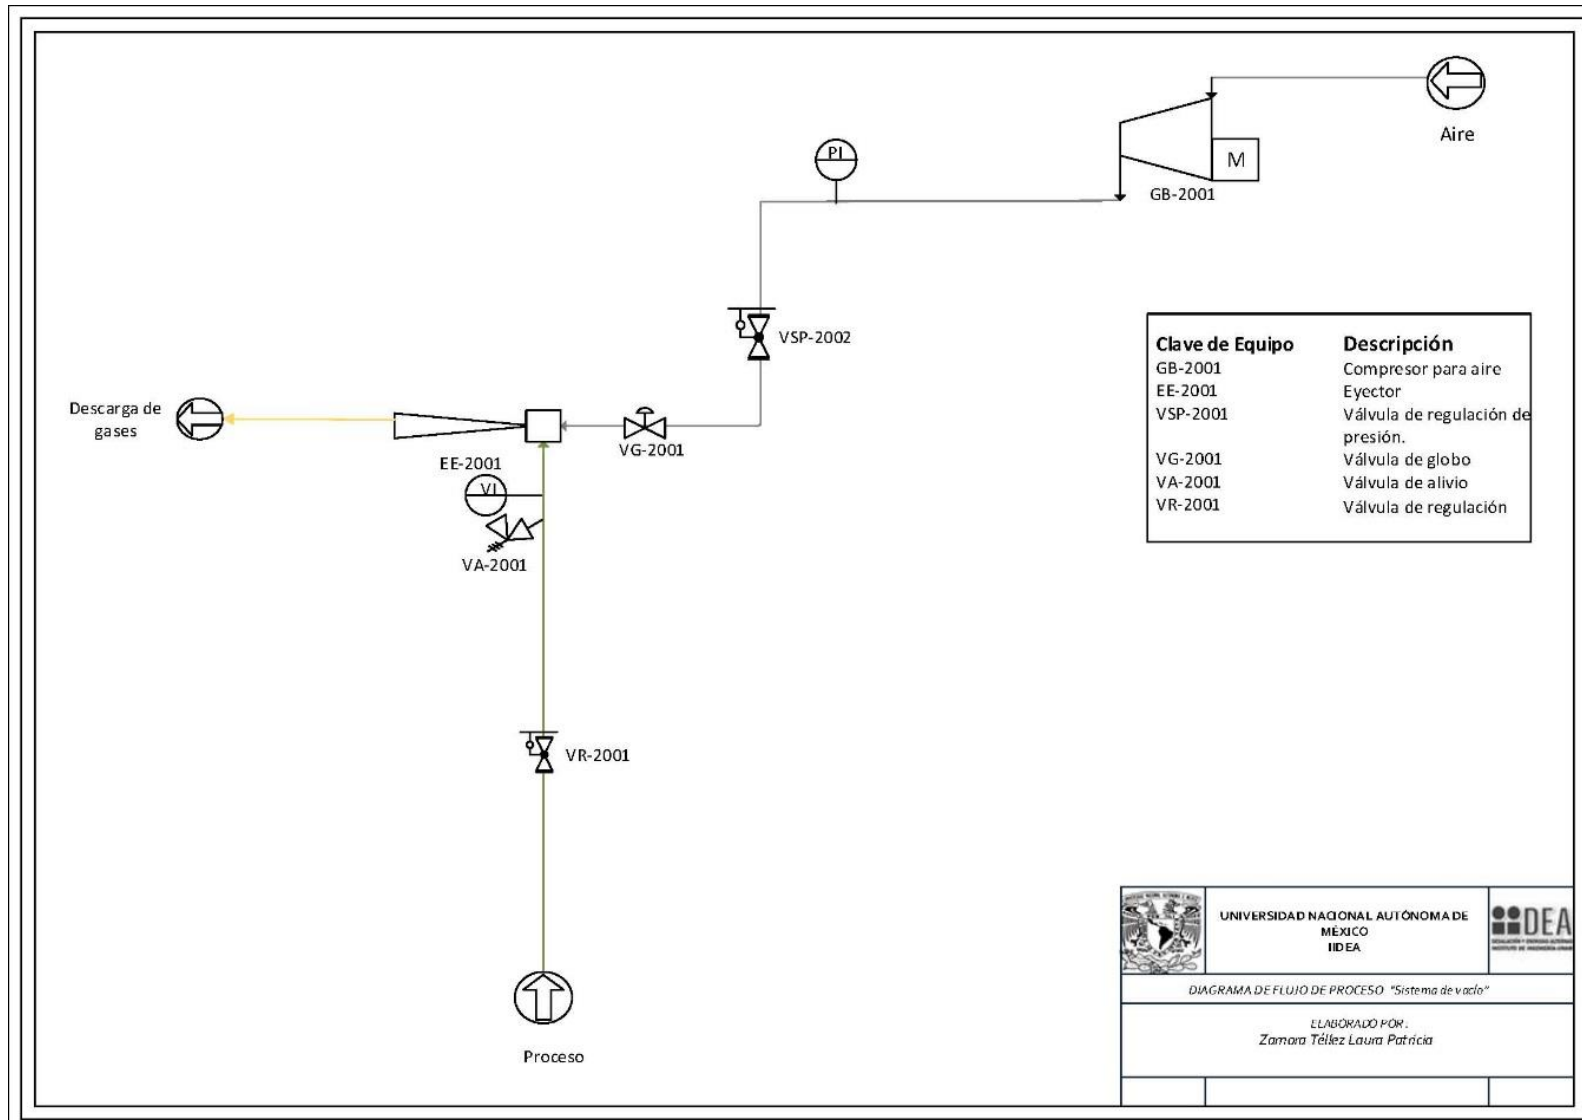 Aire
PI
M
GB-2001
VSP-2002
Clave de Equipo Descripción
GB-2001 Compresor para aire
EE-2001 Eyector
VSP-2001 Válvula de regulación de
presión.
VG-2001 Válvula de globo
VA-2001 Válvula de alivio
VR-2001 Válvula de regulación
Descarga de
gases
VG-2001
EE-2001
VI
VA-2001
VR-2001
Proceso
UNIVERSIDAD NACIONAL AUTÓNOMA DE
MÉXICO
IIDEA
DEA
DIAGRAMA DE FLUJO DE PROCESO "Sistema de vacío"
ELABORADO POR.
Zamora Téllez Laura Patricia